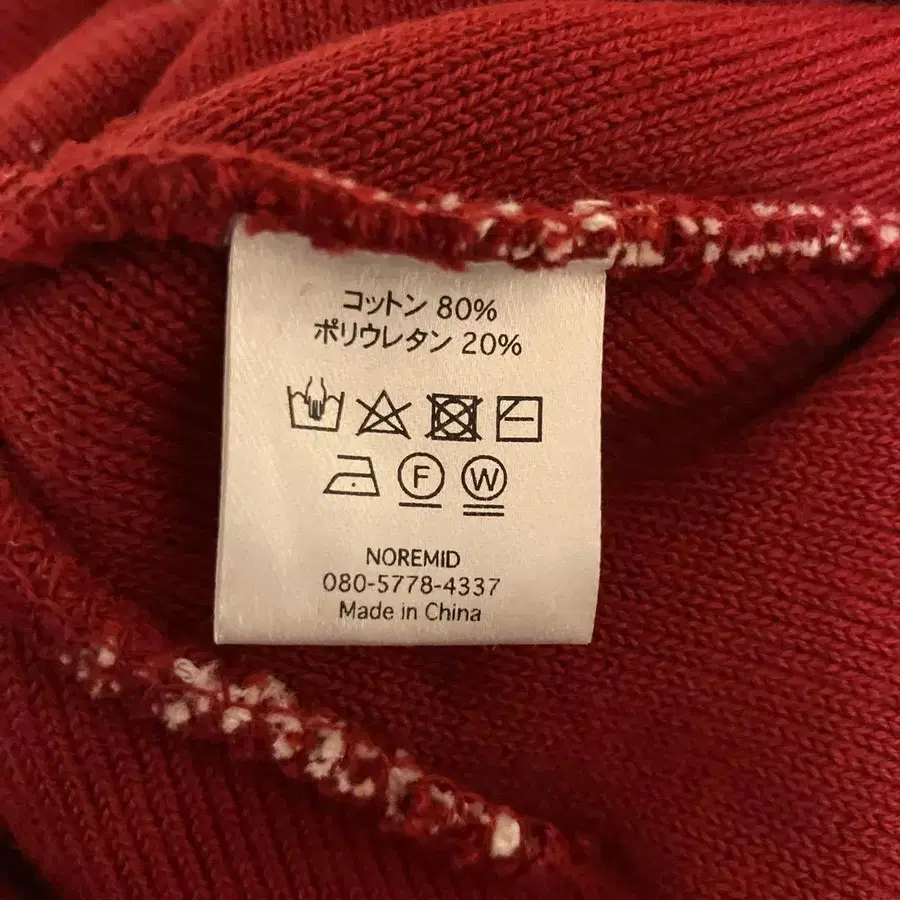 コットン 80%
ポリウレタン 20%
F W
NOREMID
080-5778-4337
Made in China